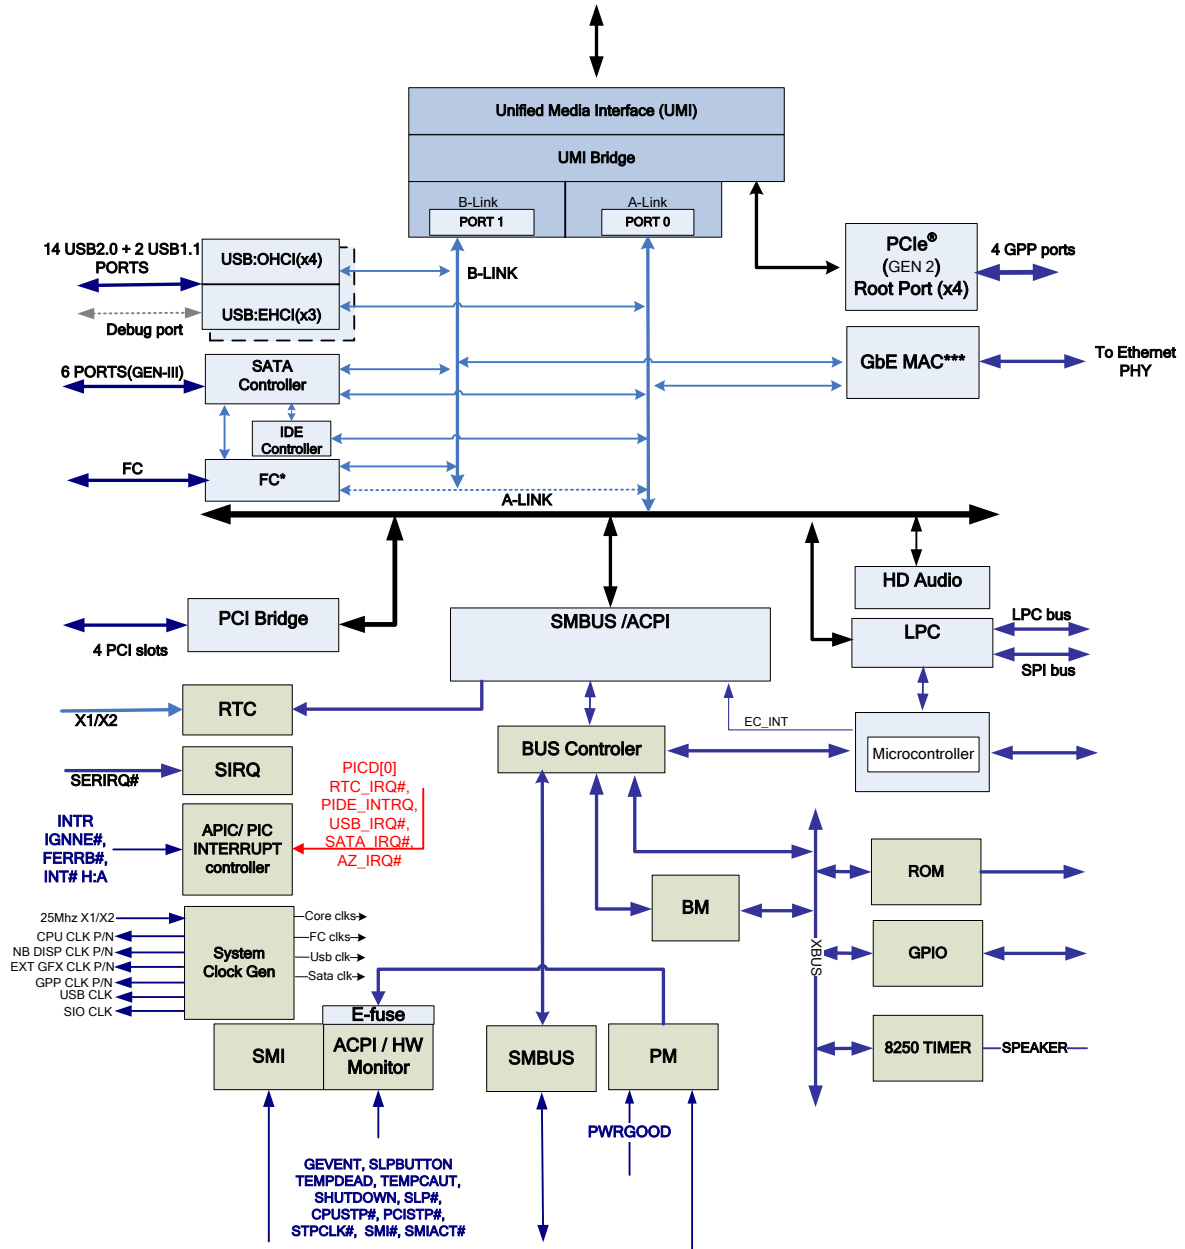 Unified Media Interface (UMI)
UMI Bridge
B-Link
PORT 1
A-Link
PORT 0
14 USB2.0 + 2 USB1.1
PORTS
USB:OHCI(x4)
USB:EHCI(x3)
Debug port
B-LINK
PCIe®
(GEN 2)
Root Port (x4)
4 GPP ports
6 PORTS(GEN-III)
SATA
Controller
GbE MAC***
To Ethernet
PHY
IDE
Controller
FC
FC*
A-LINK
HD Audio
PCI Bridge
4 PCI slots
SMBUS /ACPI
LPC
LPC bus
SPI bus
X1/X2
RTC
EC_INT
BUS Controler
Microcontroller
SERIRQ#
SIRQ
PICD[0]
RTC_IRQ#,
PIDE_INTRQ,
USB_IRQ#,
SATA_IRQ#,
AZ_IRQ#
INTR
IGNNE#,
FERRB#,
INT# H:A
APIC/ PIC
INTERRUPT
controller
ROM
BM
XBUS
GPIO
25Mhz X1/X2
CPU CLK P/N
NB DISP CLK P/N
EXT GFX CLK P/N
GPP CLK P/N
USB CLK
SIO CLK
System
Clock Gen
Core clks
FC clks
Usb clk
Sata clk
E-fuse
SMI
ACPI / HW
Monitor
SMBUS
PM
8250 TIMER
SPEAKER
PWRGOOD
GEVENT, SLPBUTTON
TEMPDEAD, TEMPCAUT,
SHUTDOWN, SLP#,
CPUSTP#, PCISTP#,
STPCLK#, SMI#, SMIACT#